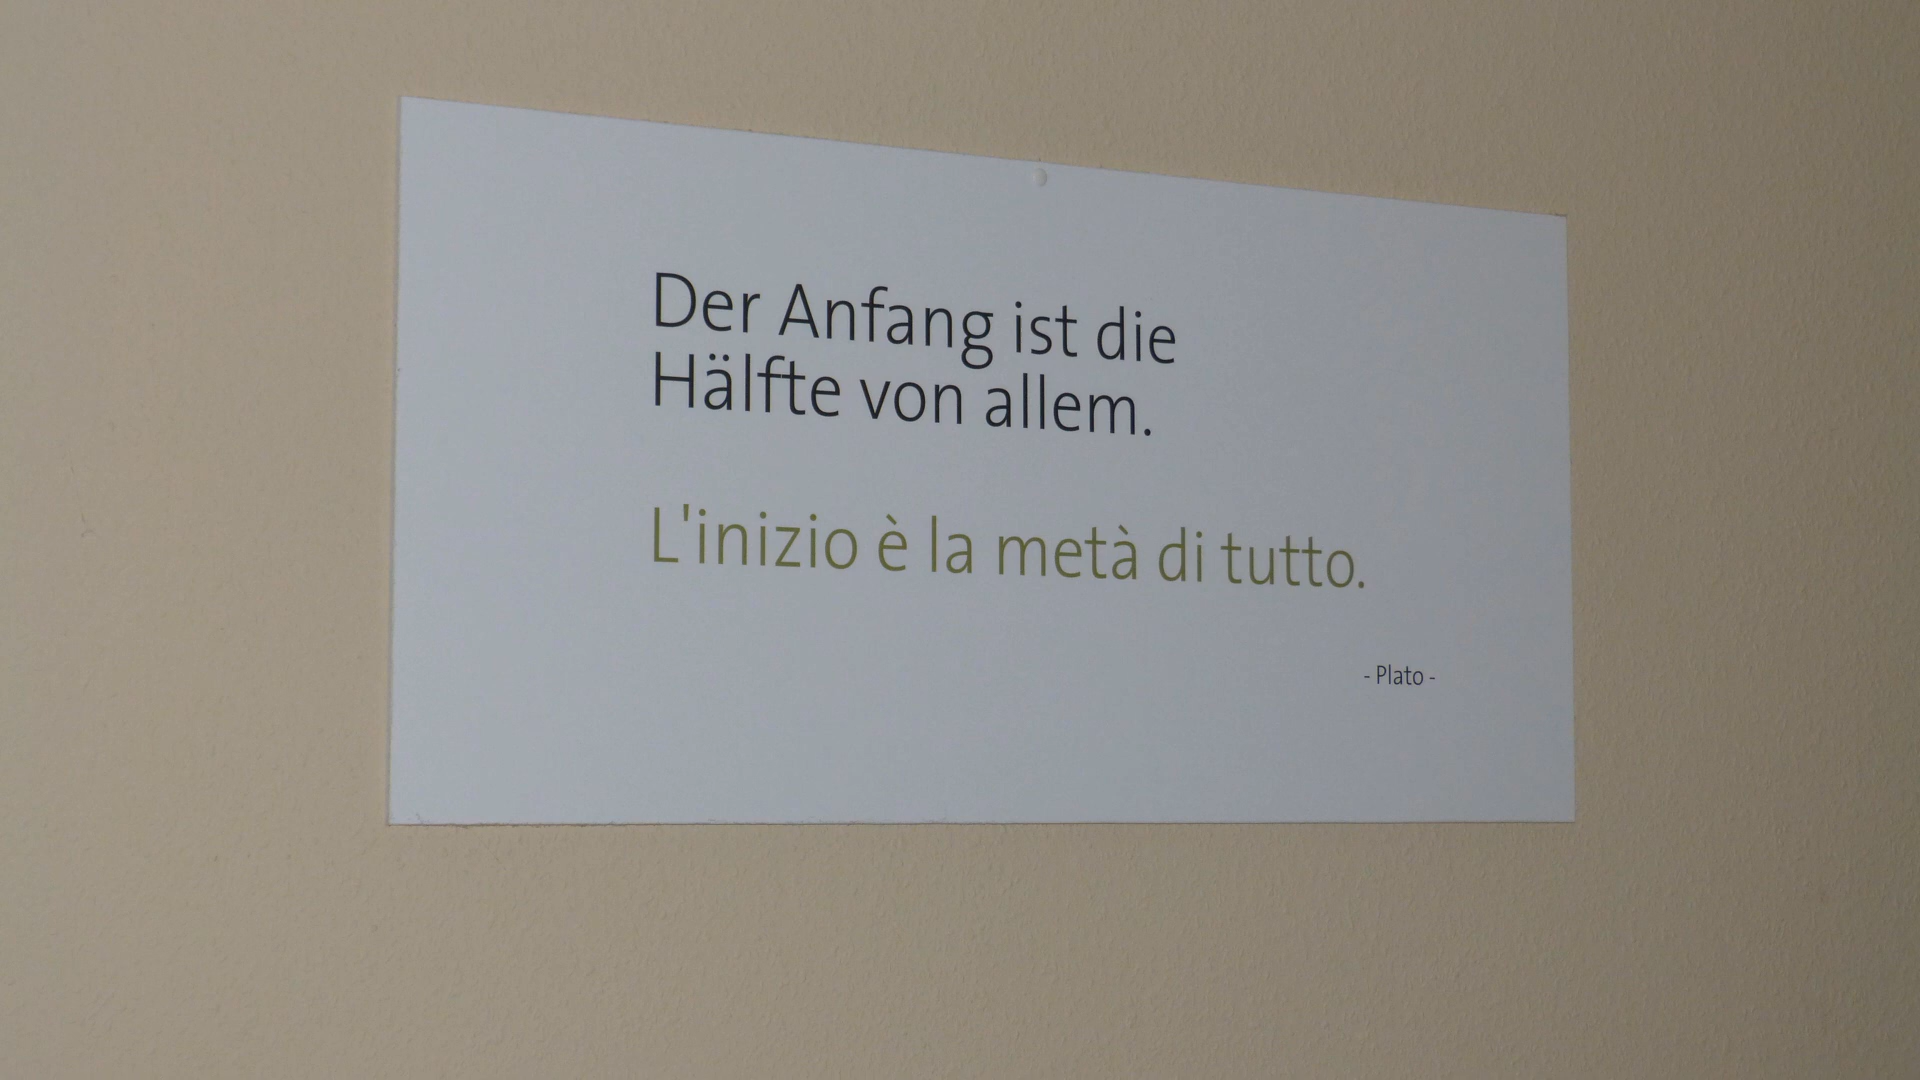 Der Anfang ist die
Hälfte von allem.
L'inizio è la metà di tutto.
- Plato -